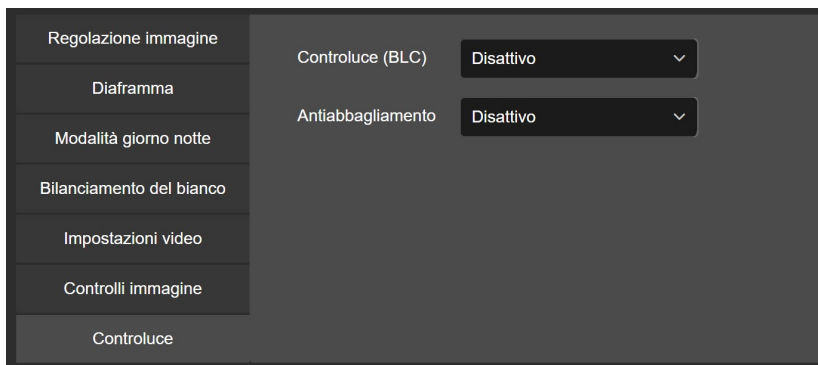 Regolazione immagine
Diaframma
Modalità giorno notte
Bilanciamento del bianco
Impostazioni video
Controlli immagine
Controluce
Controluce (BLC) Disattivo
Antiabbagliamento Disattivo